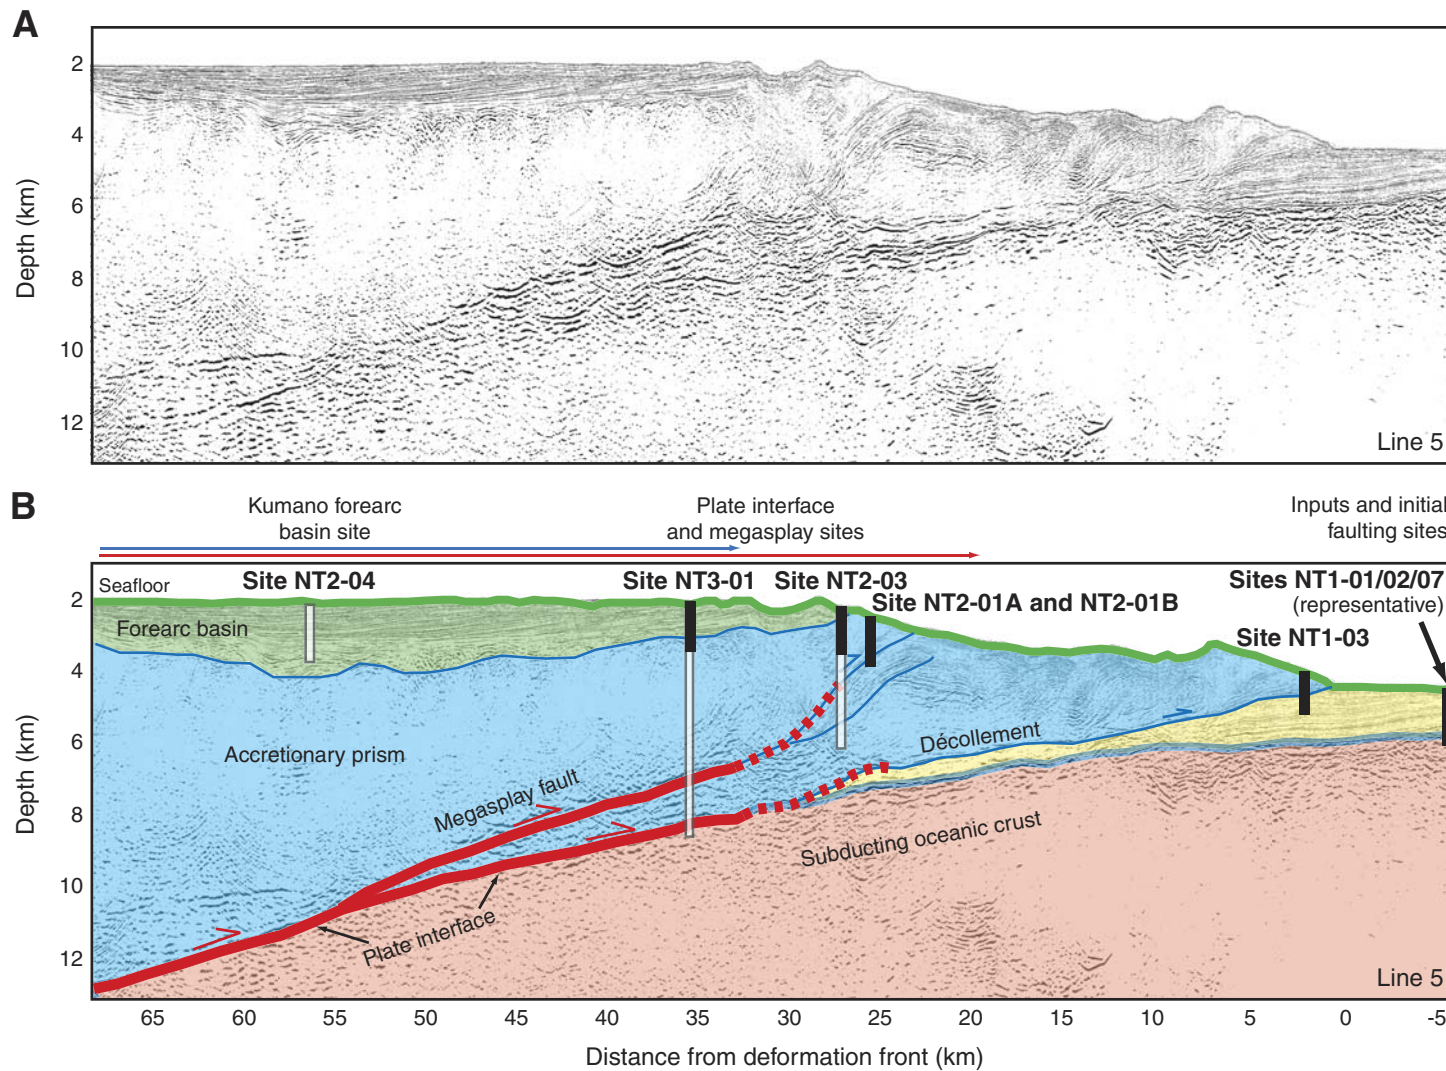 A
2
4
6
8
10
12
Depth (km)
Line 5
B
Kumano forearc
basin site
Plate interface
and megasplay sites
Inputs and initial
faulting sites
Seafloor
Site NT2-04
Site NT3-01
Site NT2-03
Site NT2-01A and NT2-01B
Sites NT1-01/02/07
(representative)
Site NT1-03
Forearc basin
Accretionary prism
Megasplay fault
Décollement
Subducting oceanic crust
Plate interface
2
4
6
8
10
12
Depth (km)
Line 5
65 60 55 50 45 40 35 30 25 20 15 10 5 0 -5
Distance from deformation front (km)